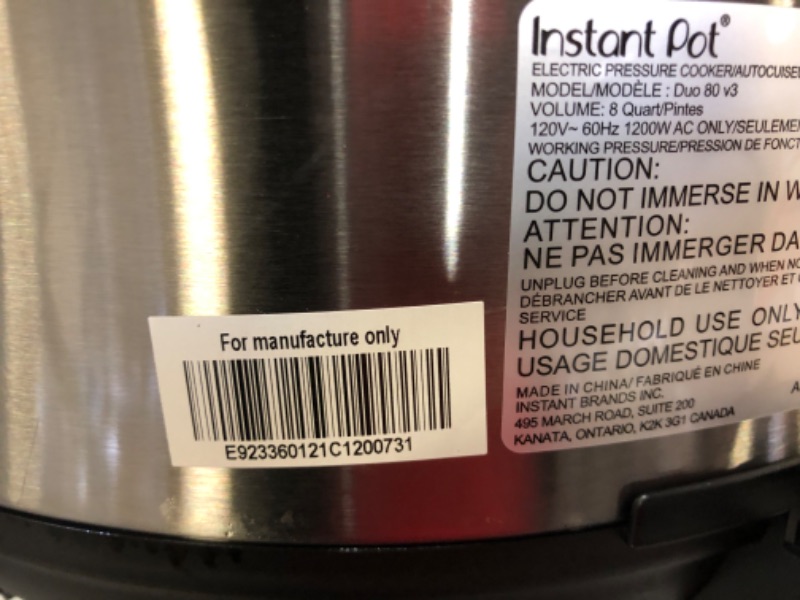 Instant Pot®
ELECTRIC PRESSURE COOKER/AUTOCUISE
MODEL/MODÈLE : Duo 80 v3
VOLUME: 8 Quart/Pintes
120V~ 60Hz 1200W AC ONLY/SEULEME
WORKING PRESSURE/PRESSION DE FONCT
CAUTION:
DO NOT IMMERSE IN W
ATTENTION:
NE PAS IMMERGER DA
UNPLUG BEFORE CLEANING AND WHEN NO
DÉBRANCHER AVANT DE LE NETTOYER ET
SERVICE
HOUSEHOLD USE ONLY
USAGE DOMESTIQUE SEU
MADE IN CHINA/ FABRIQUÉ EN CHINE
INSTANT BRANDS INC.
495 MARCH ROAD, SUITE 200
KANATA, ONTARIO, K2K 3G1 CANADA
A
For manufacture only
E923360121C1200731